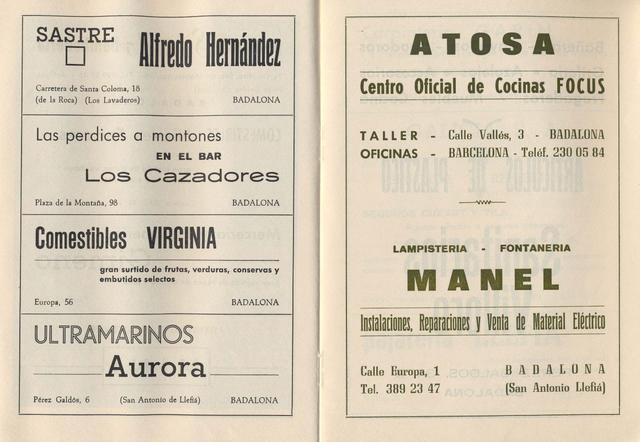 SASTRE
Alfredo Hernández
Carretera de Santa Coloma, 18
(de la Roca) (Los Lavaderos) BADALONA
Las perdices a montones
EN EL BAR
Los Cazadores
Plaza de la Montaña, 98 BADALONA
Comestibles VIRGINIA
gran surtido de frutas, verduras, conservas y
embutidos selectos
Europa, 56 BADALONA
ULTRAMARINOS
Aurora
Pérez Galdós, 6 (San Antonio de Llefiá) BADALONA
ATOSA
Centro Oficial de Cocinas FOCUS
TALLER - Calle Vallés, 3 - BADALONA
OFICINAS - BARCELONA - Teléf. 230 05 84
LAMPISTERIA - FONTANERIA
MANEL
Instalaciones, Reparaciones y Venta de Material Eléctrico
Calle Europa, 1 BADALONA
Tel. 389 23 47 (San Antonio Llefiá)